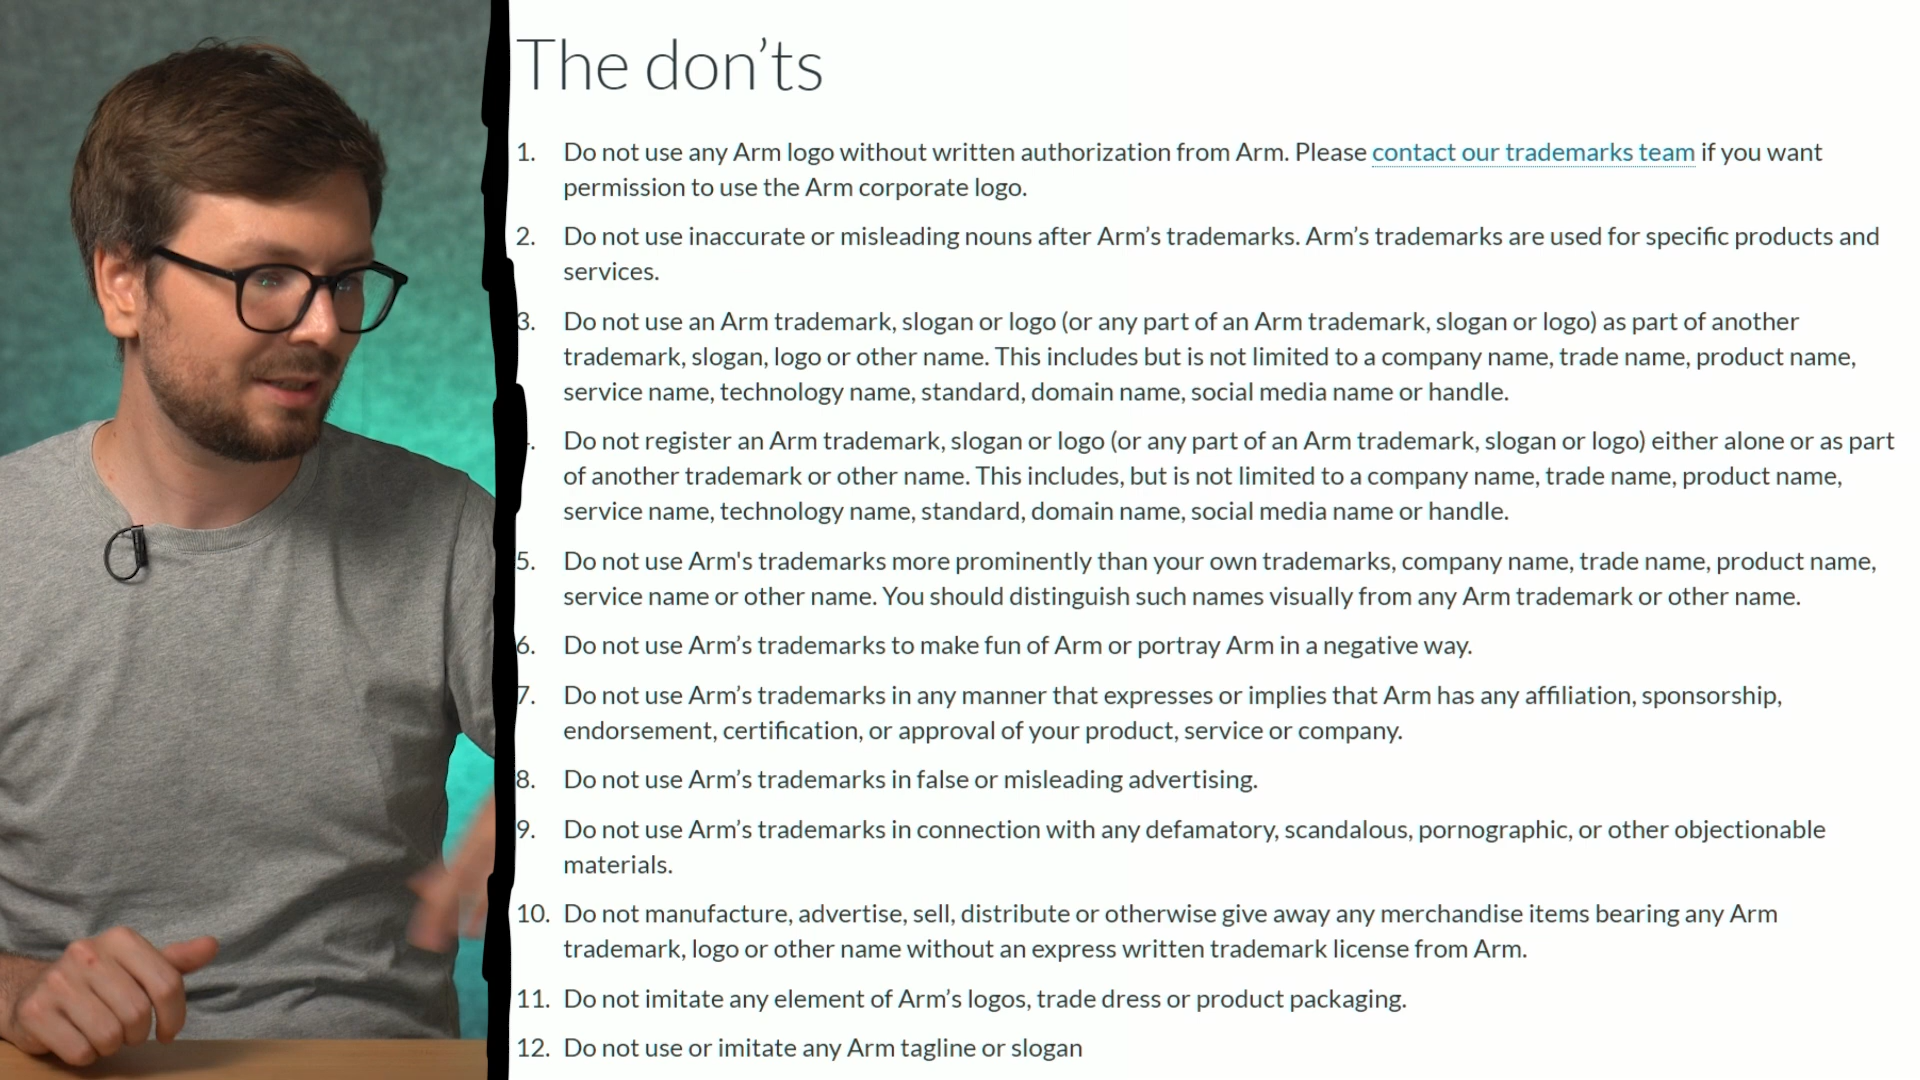 The don’ts
1. Do not use any Arm logo without written authorization from Arm. Please contact our trademarks team if you want
permission to use the Arm corporate logo.
2. Do not use inaccurate or misleading nouns after Arm’s trademarks. Arm’s trademarks are used for specific products and
services.
3. Do not use an Arm trademark, slogan or logo (or any part of an Arm trademark, slogan or logo) as part of another
trademark, slogan, logo or other name. This includes but is not limited to a company name, trade name, product name,
service name, technology name, standard, domain name, social media name or handle.
. Do not register an Arm trademark, slogan or logo (or any part of an Arm trademark, slogan or logo) either alone or as part
of another trademark or other name. This includes, but is not limited to a company name, trade name, product name,
service name, technology name, standard, domain name, social media name or handle.
5. Do not use Arm's trademarks more prominently than your own trademarks, company name, trade name, product name,
service name or other name. You should distinguish such names visually from any Arm trademark or other name.
6. Do not use Arm’s trademarks to make fun of Arm or portray Arm in a negative way.
7. Do not use Arm’s trademarks in any manner that expresses or implies that Arm has any affiliation, sponsorship,
endorsement, certification, or approval of your product, service or company.
8. Do not use Arm’s trademarks in false or misleading advertising.
9. Do not use Arm’s trademarks in connection with any defamatory, scandalous, pornographic, or other objectionable
materials.
10. Do not manufacture, advertise, sell, distribute or otherwise give away any merchandise items bearing any Arm
trademark, logo or other name without an express written trademark license from Arm.
11. Do not imitate any element of Arm’s logos, trade dress or product packaging.
12. Do not use or imitate any Arm tagline or slogan